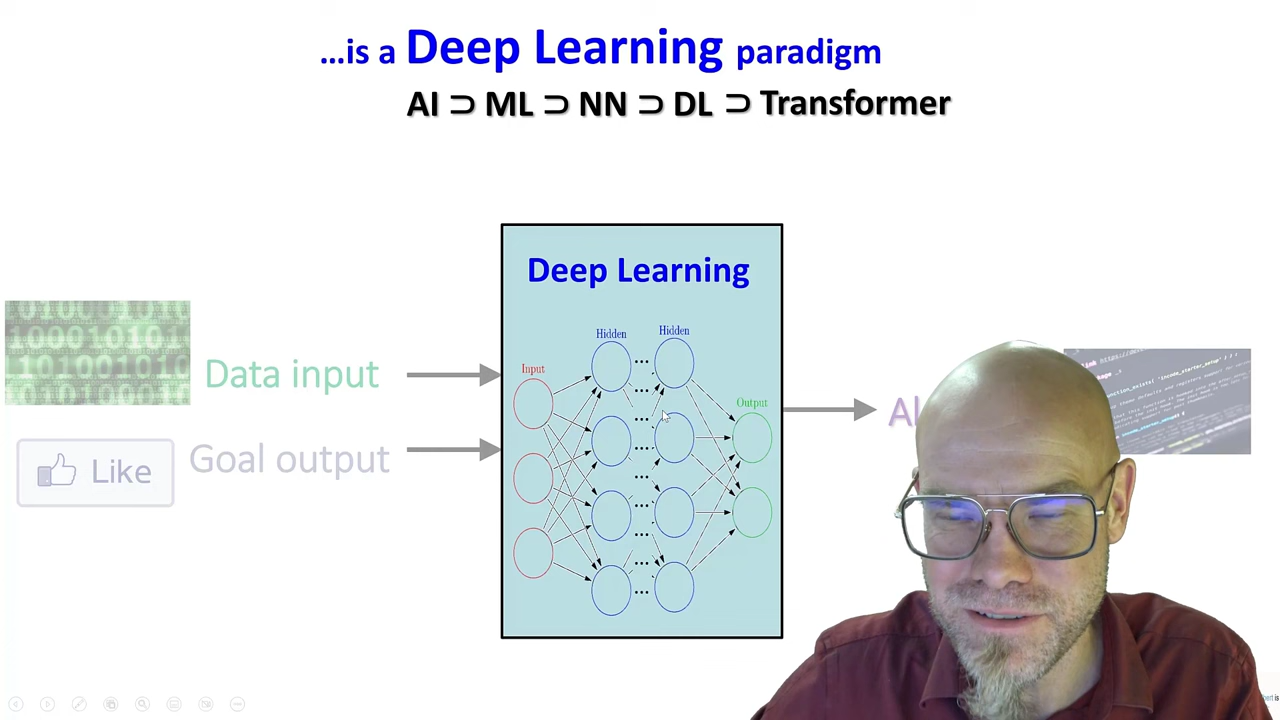 ...is a Deep Learning paradigm
AI ⊃ ML ⊃ NN ⊃ DL ⊃ Transformer
Deep Learning
Hidden
Hidden
Input
Output
Data input
Like
Goal output
Al